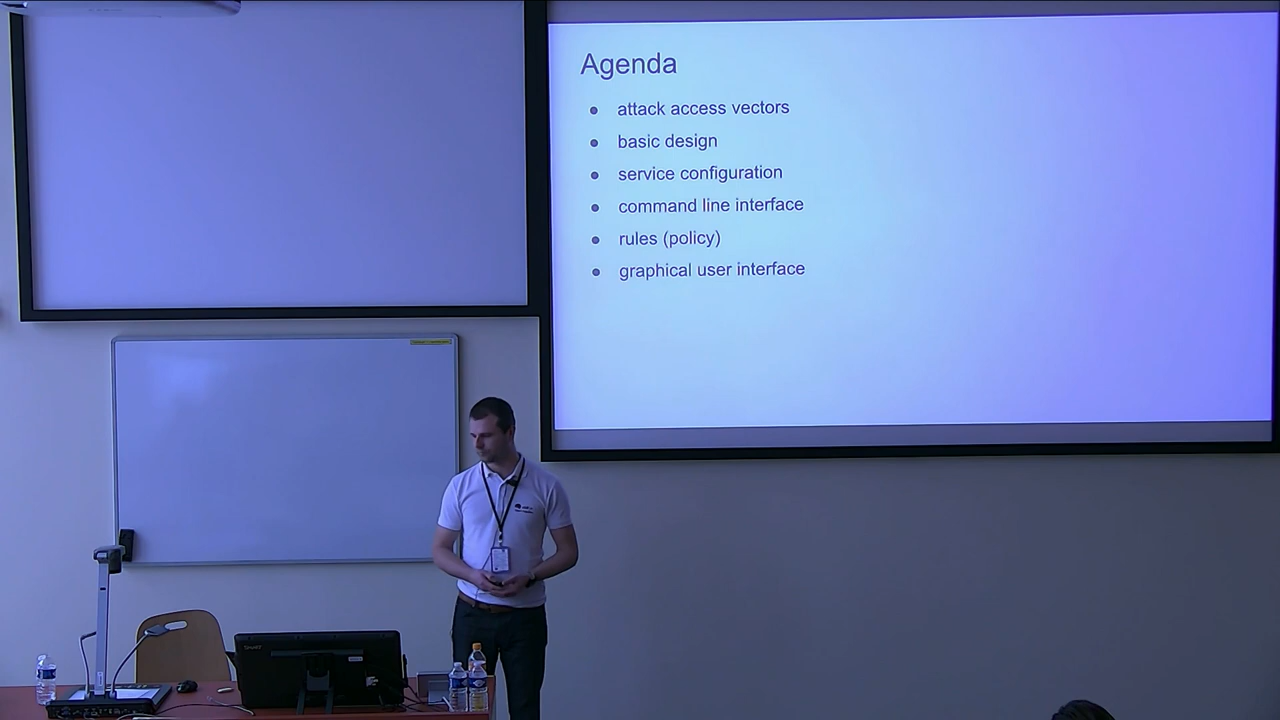 Agenda
attack access vectors
basic design
service configuration
command line interface
rules (policy)
graphical user interface